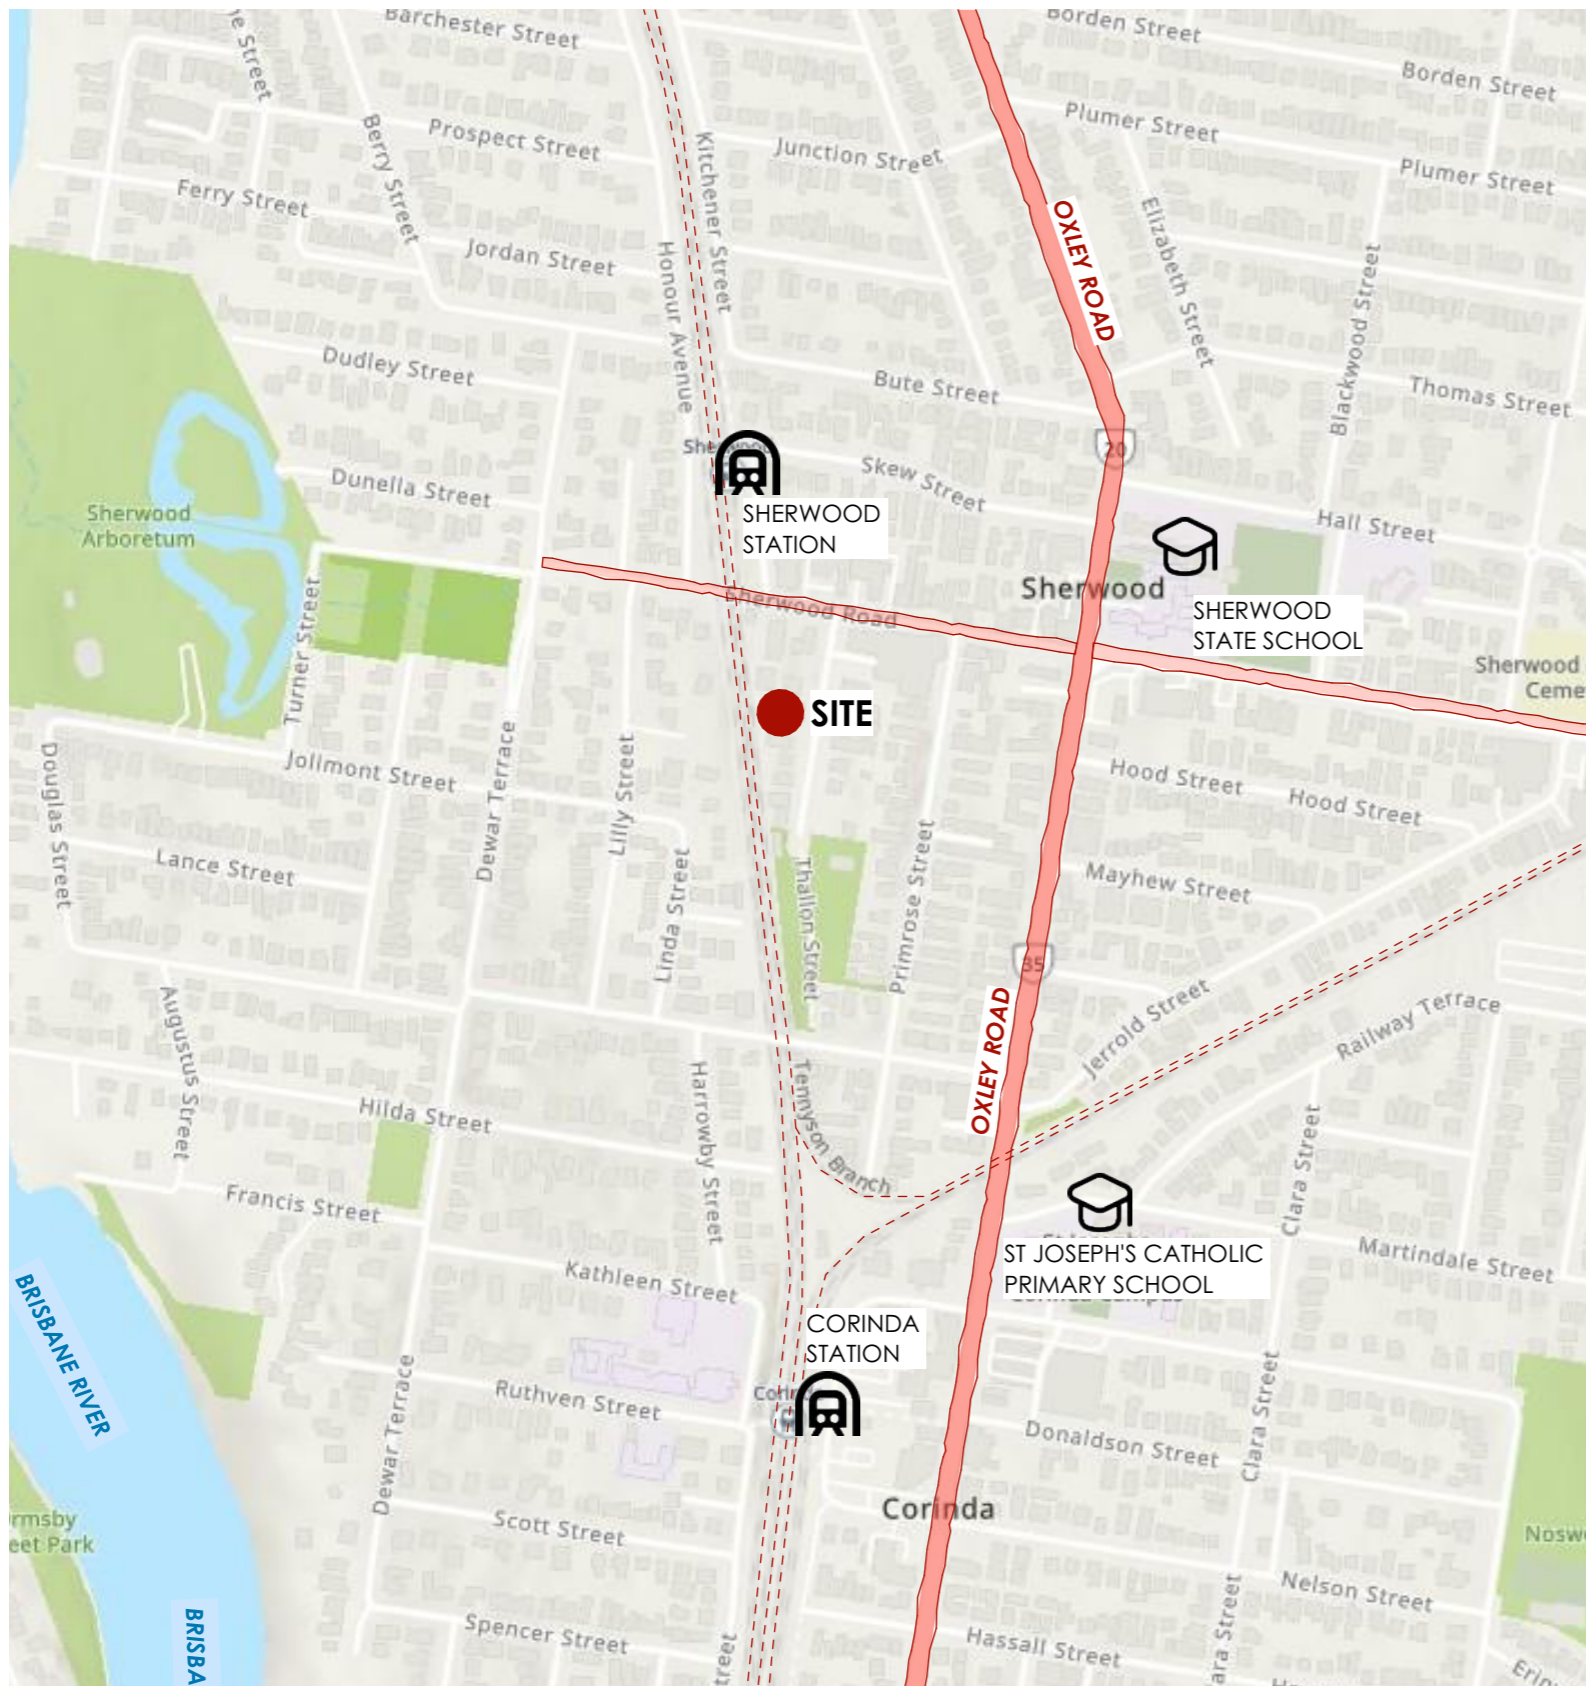 Barchester Street
Borden Street
Borden Street
Berry Street
Prospect Street
Kitchener Street
Junction Street
Plumer Street
Plumer Street
Ferry Street
OXLEY ROAD
Elizabeth Street
Jordan Street
Honour Avenue
Blackwood Street
Dudley Street
Bute Street
Thomas Street
20
Skew Street
Dunella Street
Sherwood
Arboretum
SHERWOOD
STATION
Hall Street
Sherwood
Sherwood Road
SHERWOOD
STATE SCHOOL
Turner Street
Sherwood
SITE
Jolimont Street
Dewar Terrace
Lilly Street
Douglas Street
Hood Street
Hood Street
Lance Street
Linda Street
Thallon Street
Primrose Street
Mayhew Street
35
Augustus Street
OXLEY ROAD
Jerrold Street
Railway Terrace
Harrowby Street
Tennyson Branch
Hilda Street
Clara Street
Francis Street
ST JOSEPH'S CATHOLIC
PRIMARY SCHOOL
Martindale Street
Kathleen Street
BRISBANE RIVER
CORINDA
STATION
Dewar Terrace
Ruthven Street
Clara Street
Donaldson Street
Corinda
Scott Street
Nelson Street
Spencer Street
Hassall Street
BRISBA